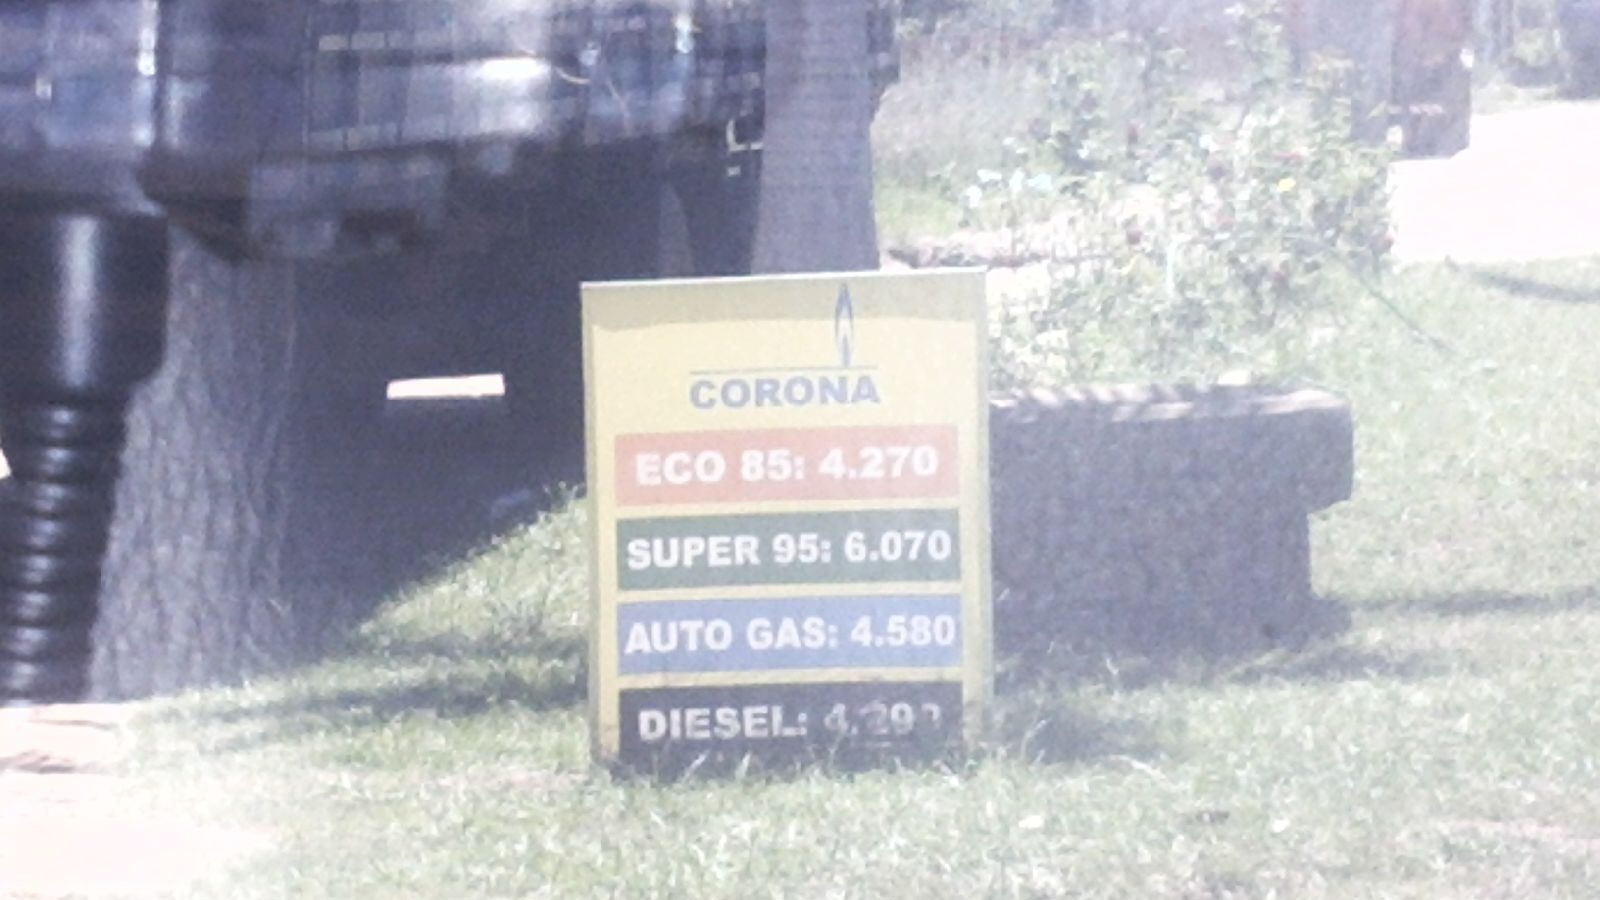 CORONA
ECO 85: 4.270
SUPER 95: 6.070
AUTO GAS: 4.580
DIESEL: